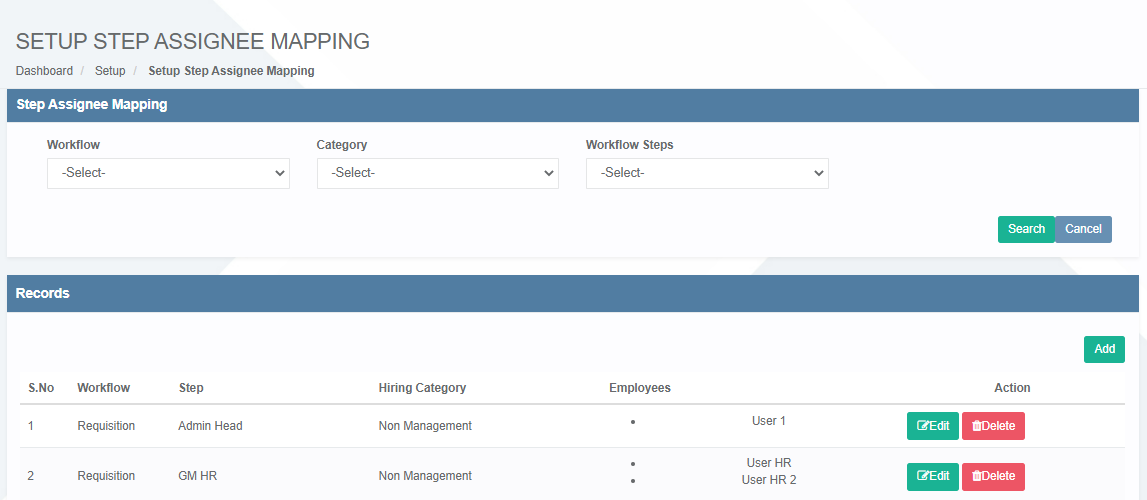 SETUP STEP ASSIGNEE MAPPING
Dashboard / Setup / Setup Step Assignee Mapping
Step Assignee Mapping
Workflow Category Workflow Steps
-Select- -Select- -Select-
Search Cancel
Records
Add
S.No Workflow Step Hiring Category Employees Action
1 Requisition Admin Head Non Management • User 1 Edit Delete
2 Requisition GM HR Non Management • User HR Edit Delete
• User HR 2